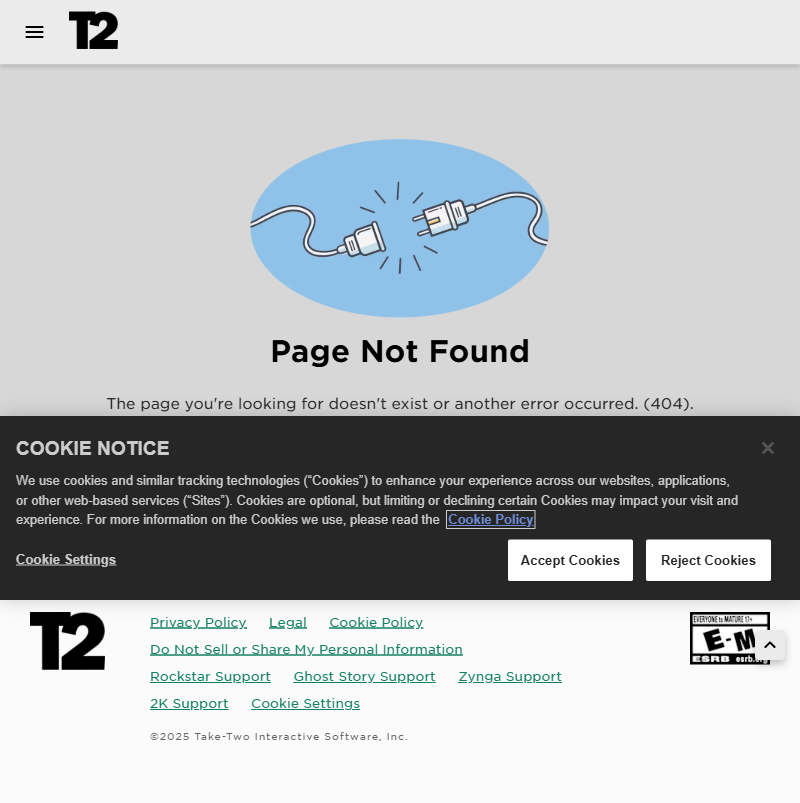 T2
Page Not Found
The page you're looking for doesn't exist or another error occurred. (404).
COOKIE NOTICE
We use cookies and similar tracking technologies (“Cookies”) to enhance your experience across our websites, applications,
or other web-based services (“Sites”). Cookies are optional, but limiting or declining certain Cookies may impact your visit and
experience. For more information on the Cookies we use, please read the Cookie Policy
Cookie Settings Accept Cookies Reject Cookies
T2
Privacy Policy Legal Cookie Policy
Do Not Sell or Share My Personal Information
Rockstar Support Ghost Story Support Zynga Support
2K Support Cookie Settings
©2025 Take-Two Interactive Software, Inc.
EVERYONE to MATURE 17+
E-M
ESRB esrb.org